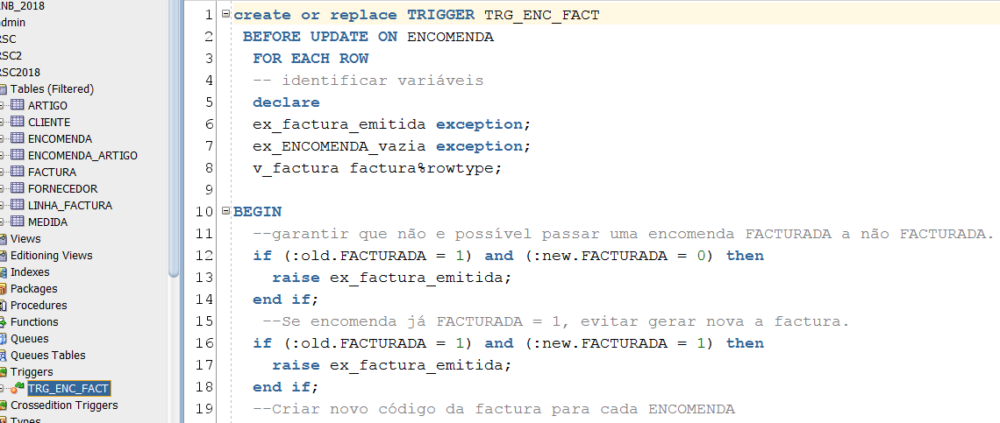 NB_2018
dmin
RSC
RSC2
RSC2018
Tables (Filtered)
ARTIGO
CLIENTE
ENCOMENDA
ENCOMENDA_ARTIGO
FACTURA
FORNECEDOR
LINHA_FACTURA
MEDIDA
Views
Editioning Views
Indexes
Packages
Procedures
Functions
Queues
Queues Tables
Triggers
TRG_ENC_FACT
Crossedition Triggers
Types
1 create or replace TRIGGER TRG_ENC_FACT
2 BEFORE UPDATE ON ENCOMENDA
3 FOR EACH ROW
4 -- identificar variáveis
5 declare
6 ex_factura_emitida exception;
7 ex_ENCOMENDA_vazia exception;
8 v_factura factura%rowtype;
9
10 BEGIN
11 --garantir que não e possível passar uma encomenda FACTURADA a não FACTURADA.
12 if (:old.FACTURADA = 1) and (:new.FACTURADA = 0) then
13 raise ex_factura_emitida;
14 end if;
15 --Se encomenda já FACTURADA = 1, evitar gerar nova a factura.
16 if (:old.FACTURADA = 1) and (:new.FACTURADA = 1) then
17 raise ex_factura_emitida;
18 end if;
19 --Criar novo código da factura para cada ENCOMENDA